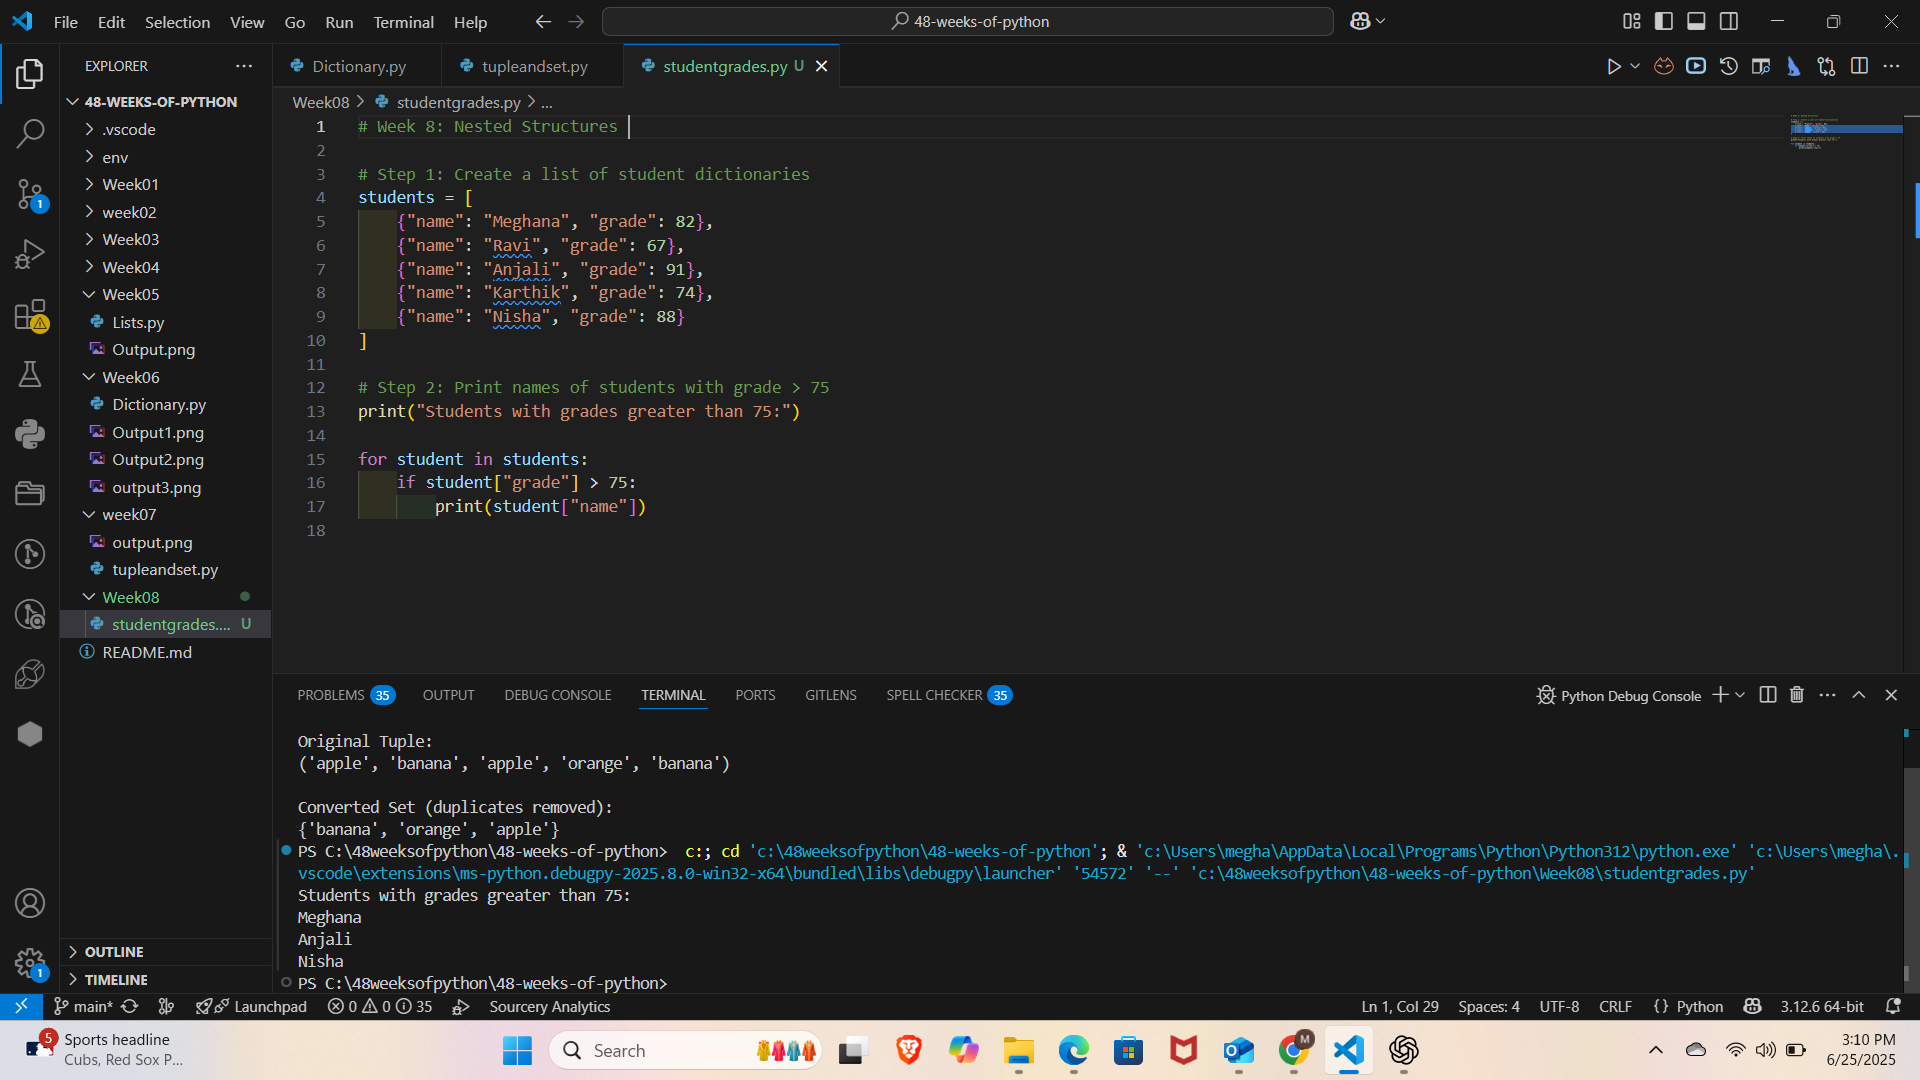 File Edit Selection View Go Run Terminal Help
48-weeks-of-python
EXPLORER
48-WEEKS-OF-PYTHON
.vscode
env
Week01
week02
Week03
Week04
Week05
Lists.py
Output.png
Week06
Dictionary.py
Output1.png
Output2.png
output3.png
week07
output.png
tupleandset.py
Week08
studentgrades.... U
README.md
OUTLINE
TIMELINE
Dictionary.py tupleandset.py studentgrades.py U
Week08 > studentgrades.py > ...
1 # Week 8: Nested Structures
2
3 # Step 1: Create a list of student dictionaries
4 students = [
5 {"name": "Meghana", "grade": 82},
6 {"name": "Ravi", "grade": 67},
7 {"name": "Anjali", "grade": 91},
8 {"name": "Karthik", "grade": 74},
9 {"name": "Nisha", "grade": 88}
10 ]
11
12 # Step 2: Print names of students with grade > 75
13 print("Students with grades greater than 75:")
14
15 for student in students:
16 if student["grade"] > 75:
17 print(student["name"])
18
PROBLEMS 35 OUTPUT DEBUG CONSOLE TERMINAL PORTS GITLENS SPELL CHECKER 35
Python Debug Console
Original Tuple:
('apple', 'banana', 'apple', 'orange', 'banana')
Converted Set (duplicates removed):
{'banana', 'orange', 'apple'}
PS C:\48weeksofpython\48-weeks-of-python> c:; cd 'c:\48weeksofpython\48-weeks-of-python'; & 'c:\Users\megha\AppData\Local\Programs\Python\Python312\python.exe' 'c:\Users\megha\.
vscode\extensions\ms-python.debugpy-2025.8.0-win32-x64\bundled\libs\debugpy\launcher' '54572' '--' 'c:\48weeksofpython\48-weeks-of-python\Week08\studentgrades.py'
Students with grades greater than 75:
Meghana
Anjali
Nisha
PS C:\48weeksofpython\48-weeks-of-python>
1
1
main* Launchpad 0 0 35 Sourcery Analytics
Ln 1, Col 29 Spaces: 4 UTF-8 CRLF {} Python 3.12.6 64-bit
5
Sports headline
Cubs, Red Sox P...
Search
M
3:10 PM
6/25/2025